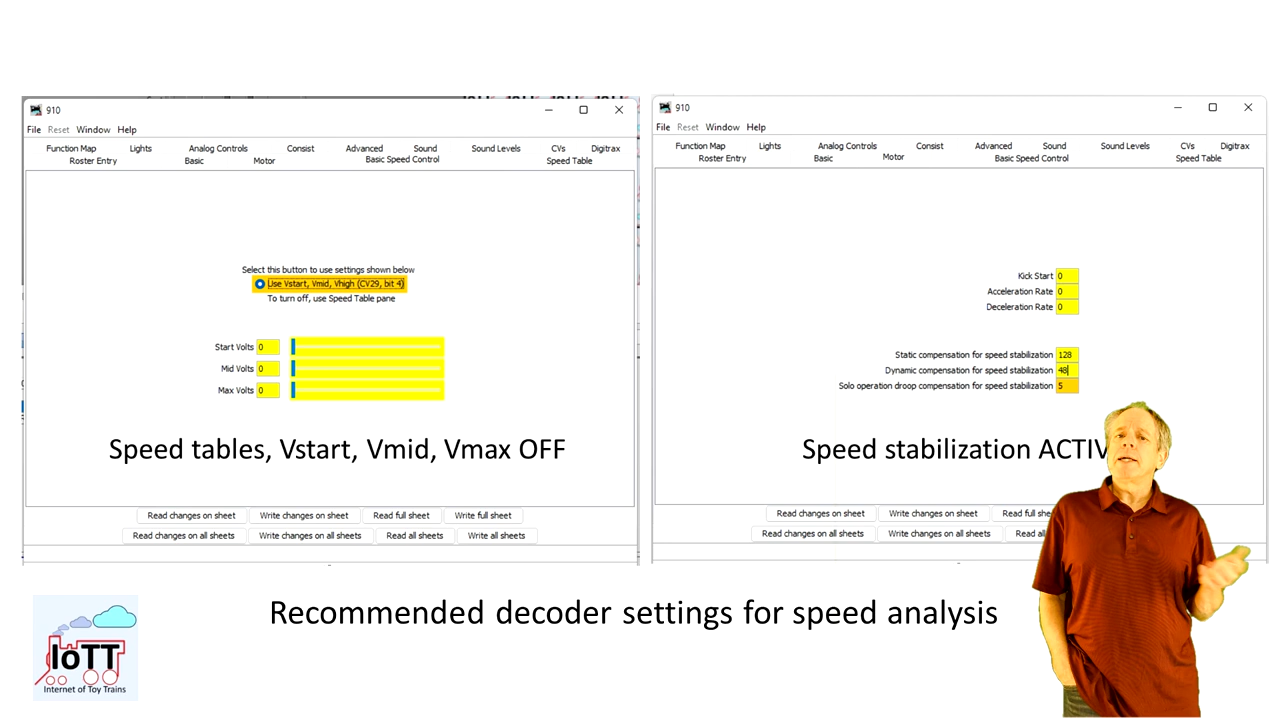 910
File Reset Window Help
Function Map Lights Analog Controls Consist Advanced Sound Sound Levels CVs Digitrax
Roster Entry Basic Motor Basic Speed Control Speed Table
Select this button to use settings shown below
Use Vstart, Vmid, Vhigh (CV29, bit 4)
To turn off, use Speed Table pane
Start Volts 0
Mid Volts 0
Max Volts 0
Speed tables, Vstart, Vmid, Vmax OFF
Read changes on sheet Write changes on sheet Read full sheet Write full sheet
Read changes on all sheets Write changes on all sheets Read all sheets Write all sheets
910
File Reset Window Help
Function Map Lights Analog Controls Consist Advanced Sound Sound Levels CVs Digitrax
Roster Entry Basic Motor Basic Speed Control Speed Table
Kick Start 0
Acceleration Rate 0
Deceleration Rate 0
Static compensation for speed stabilization 128
Dynamic compensation for speed stabilization 48
Solo operation droop compensation for speed stabilization 5
Speed stabilization ACTIV
Read changes on sheet Write changes on sheet Read full
Read changes on all sheets Write changes on all sheets Read
Recommended decoder settings for speed analysis
IoTT
Internet of Toy Trains